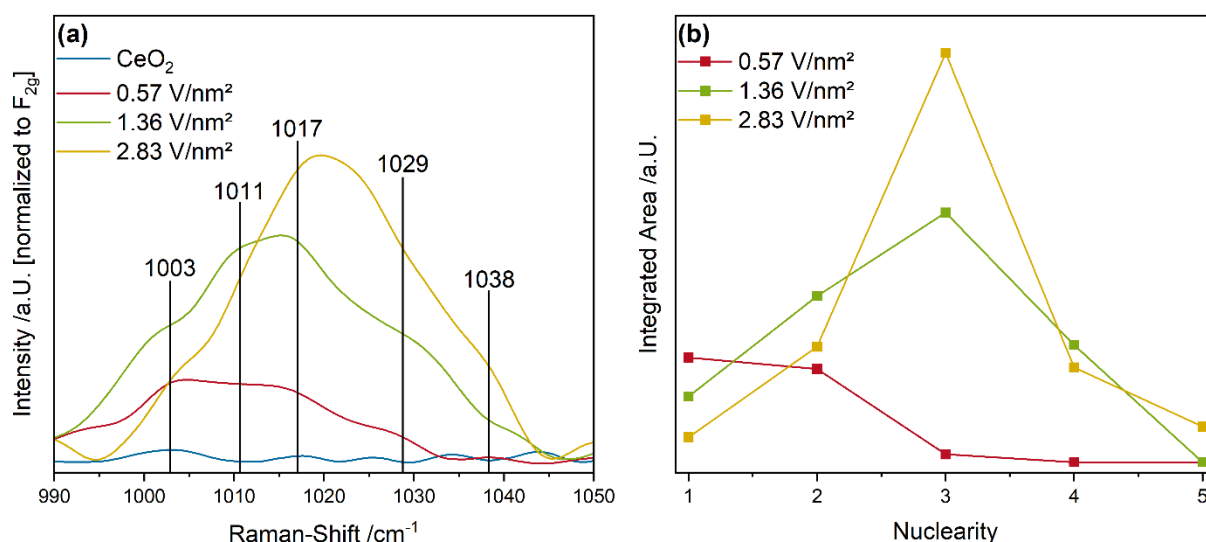 (a)
CeO₂
0.57 V/nm²
1.36 V/nm²
2.83 V/nm²
1003
1011
1017
1029
1038
Intensity /a.U. [normalized to F₂g]
990 1000 1010 1020 1030 1040 1050
Raman-Shift /cm⁻¹
(b)
0.57 V/nm²
1.36 V/nm²
2.83 V/nm²
Integrated Area /a.U.
1 2 3 4 5
Nuclearity